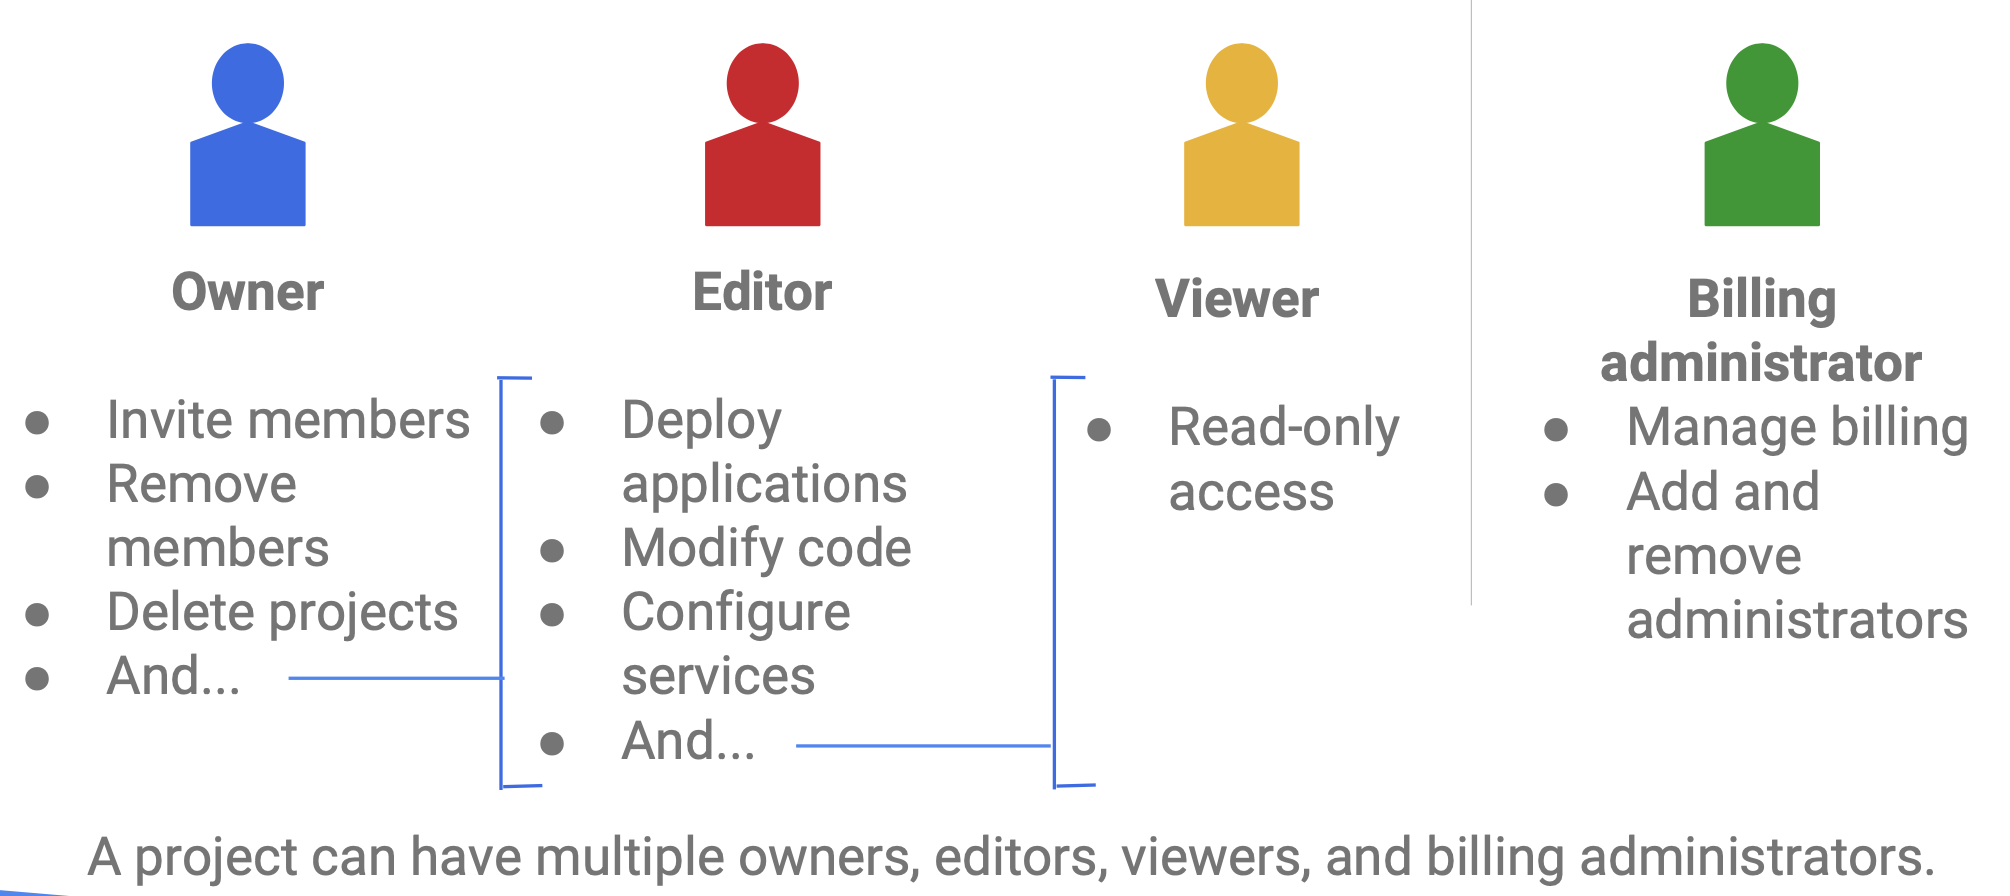 Owner
● Invite members
● Remove
members
● Delete projects
● And...
Editor
● Deploy
applications
● Modify code
● Configure
services
● And...
Viewer
● Read-only
access
Billing
administrator
● Manage billing
● Add and
remove
administrators
A project can have multiple owners, editors, viewers, and billing administrators.